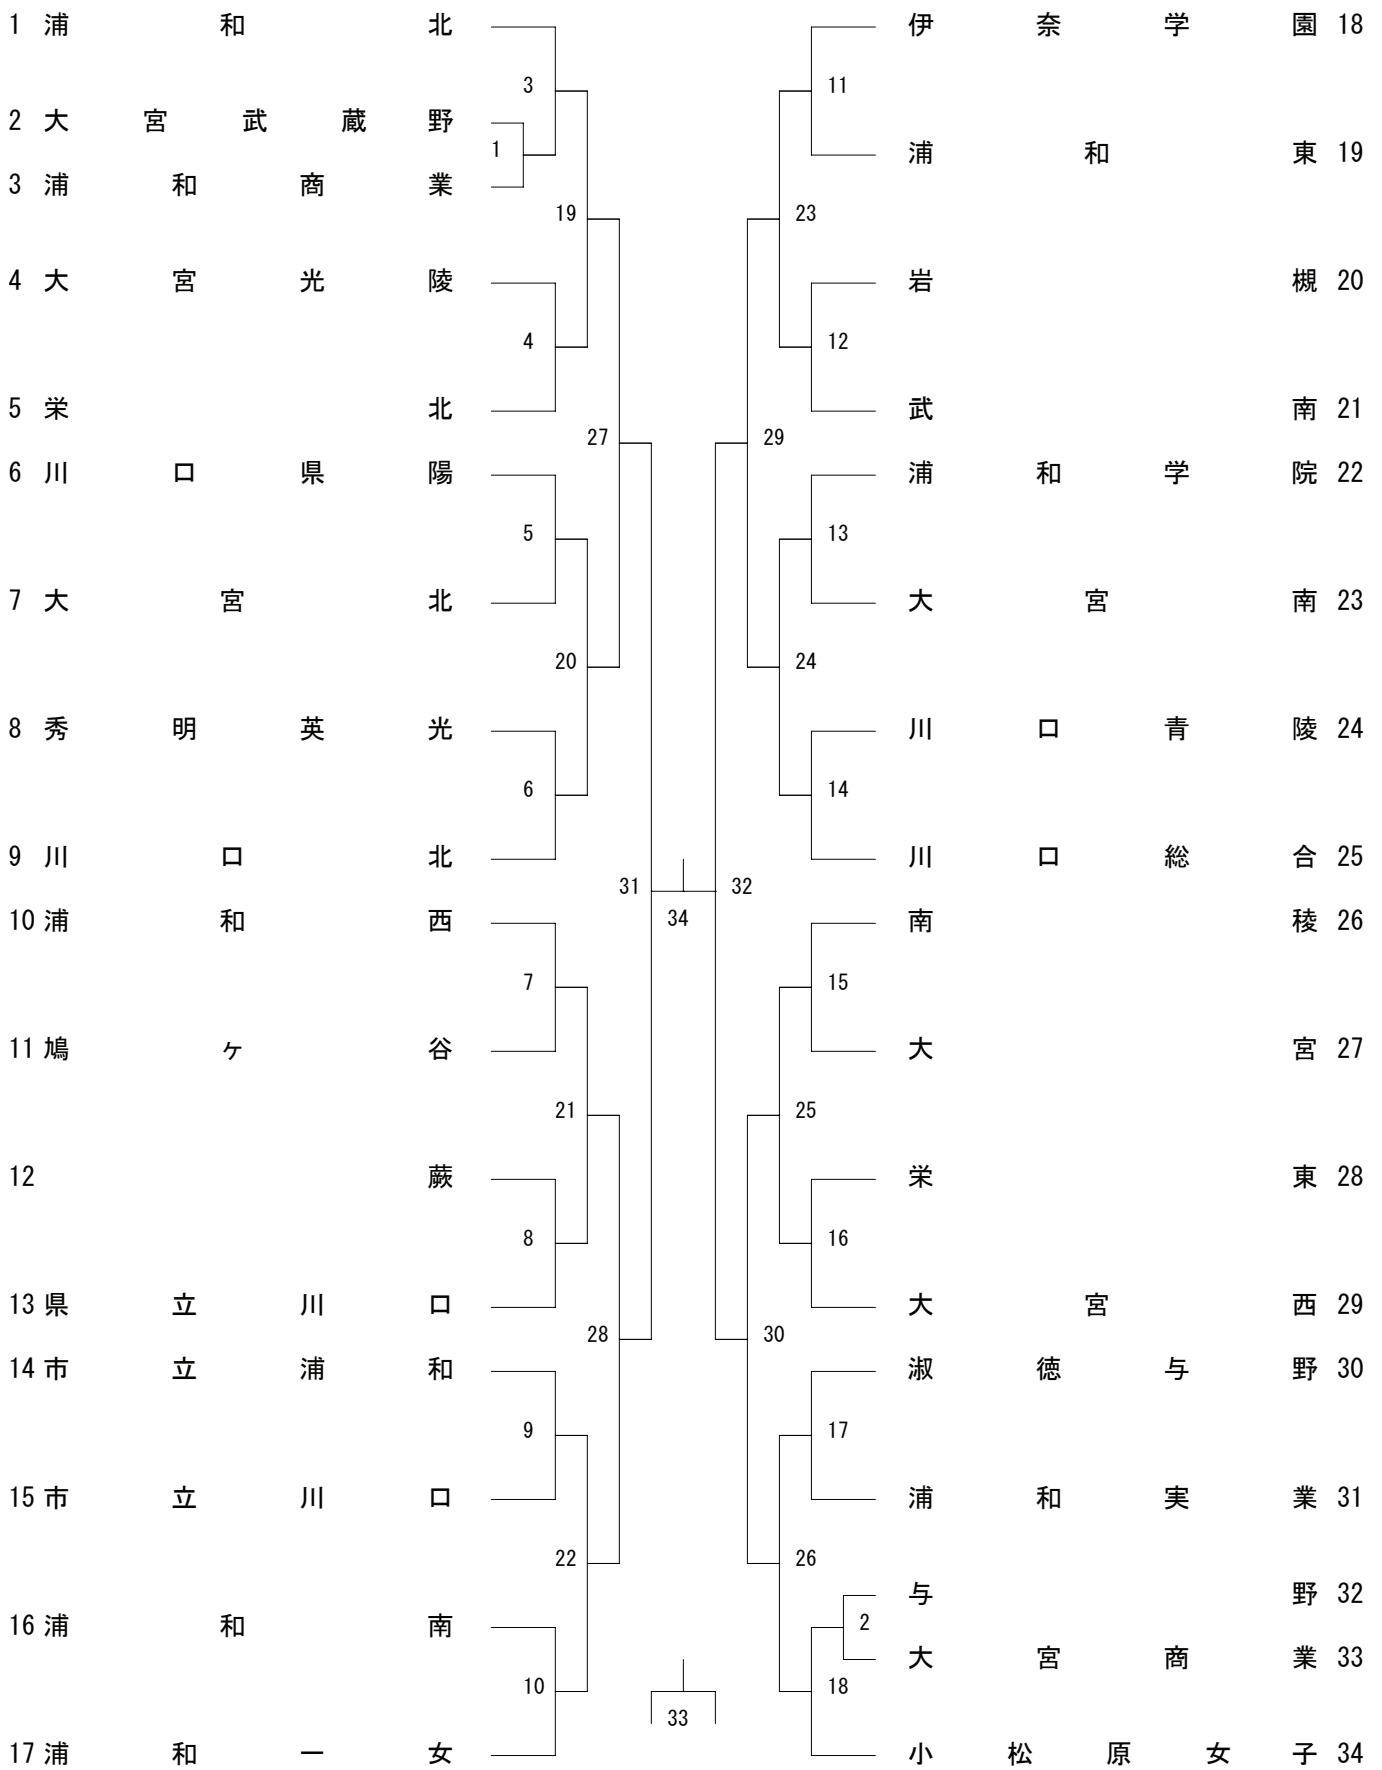 1 浦和北
3
2 大宮武蔵野
1
3 浦和商業
19
4 大宮光陵
4
5 栄北
27
6 川口県陽
5
7 大宮北
20
8 秀明英光
6
9 川口北
31
10 浦和西
7
11 鳩ヶ谷
21
12 蕨
8
13 県立川口
28
14 市立浦和
9
15 市立川口
22
16 浦和南
10
17 浦和一女
34
33
伊奈学園 18
11
浦和東 19
23
岩槻 20
12
武南 21
29
浦和学院 22
13
大宮南 23
24
川口青陵 24
14
川口総合 25
32
南稜 26
15
大宮 27
25
栄東 28
16
大宮西 29
30
淑徳与野 30
17
浦和実業 31
26
与野 32
2
大宮商業 33
18
小松原女子 34